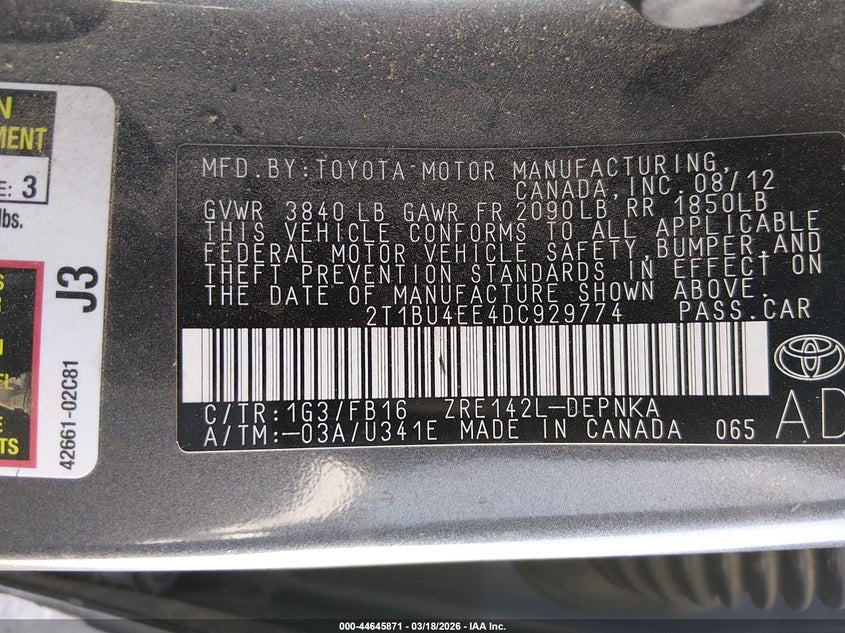 N
MENT
E: 3
lbs.
J3
42661-02C81
S
N
EL
E
TS
MFD.BY:TOYOTA MOTOR MANUFACTURING,
CANADA,INC.08/12
GVWR 3840 LB GAWR FR 2090LB RR 1850LB
THIS VEHICLE CONFORMS TO ALL APPLICABLE
FEDERAL MOTOR VEHICLE SAFETY,BUMPER,AND
THEFT PREVENTION STANDARDS IN EFFECT ON
THE DATE OF MANUFACTURE SHOWN ABOVE.
2T1BU4EE4DC929774 PASS.CAR
C/TR:1G3/FB16 ZRE142L-DEPNKA
A/TM:-03A/U341E MADE IN CANADA 065
AD
000-44645871 | 03/18/2026 - IAA Inc.